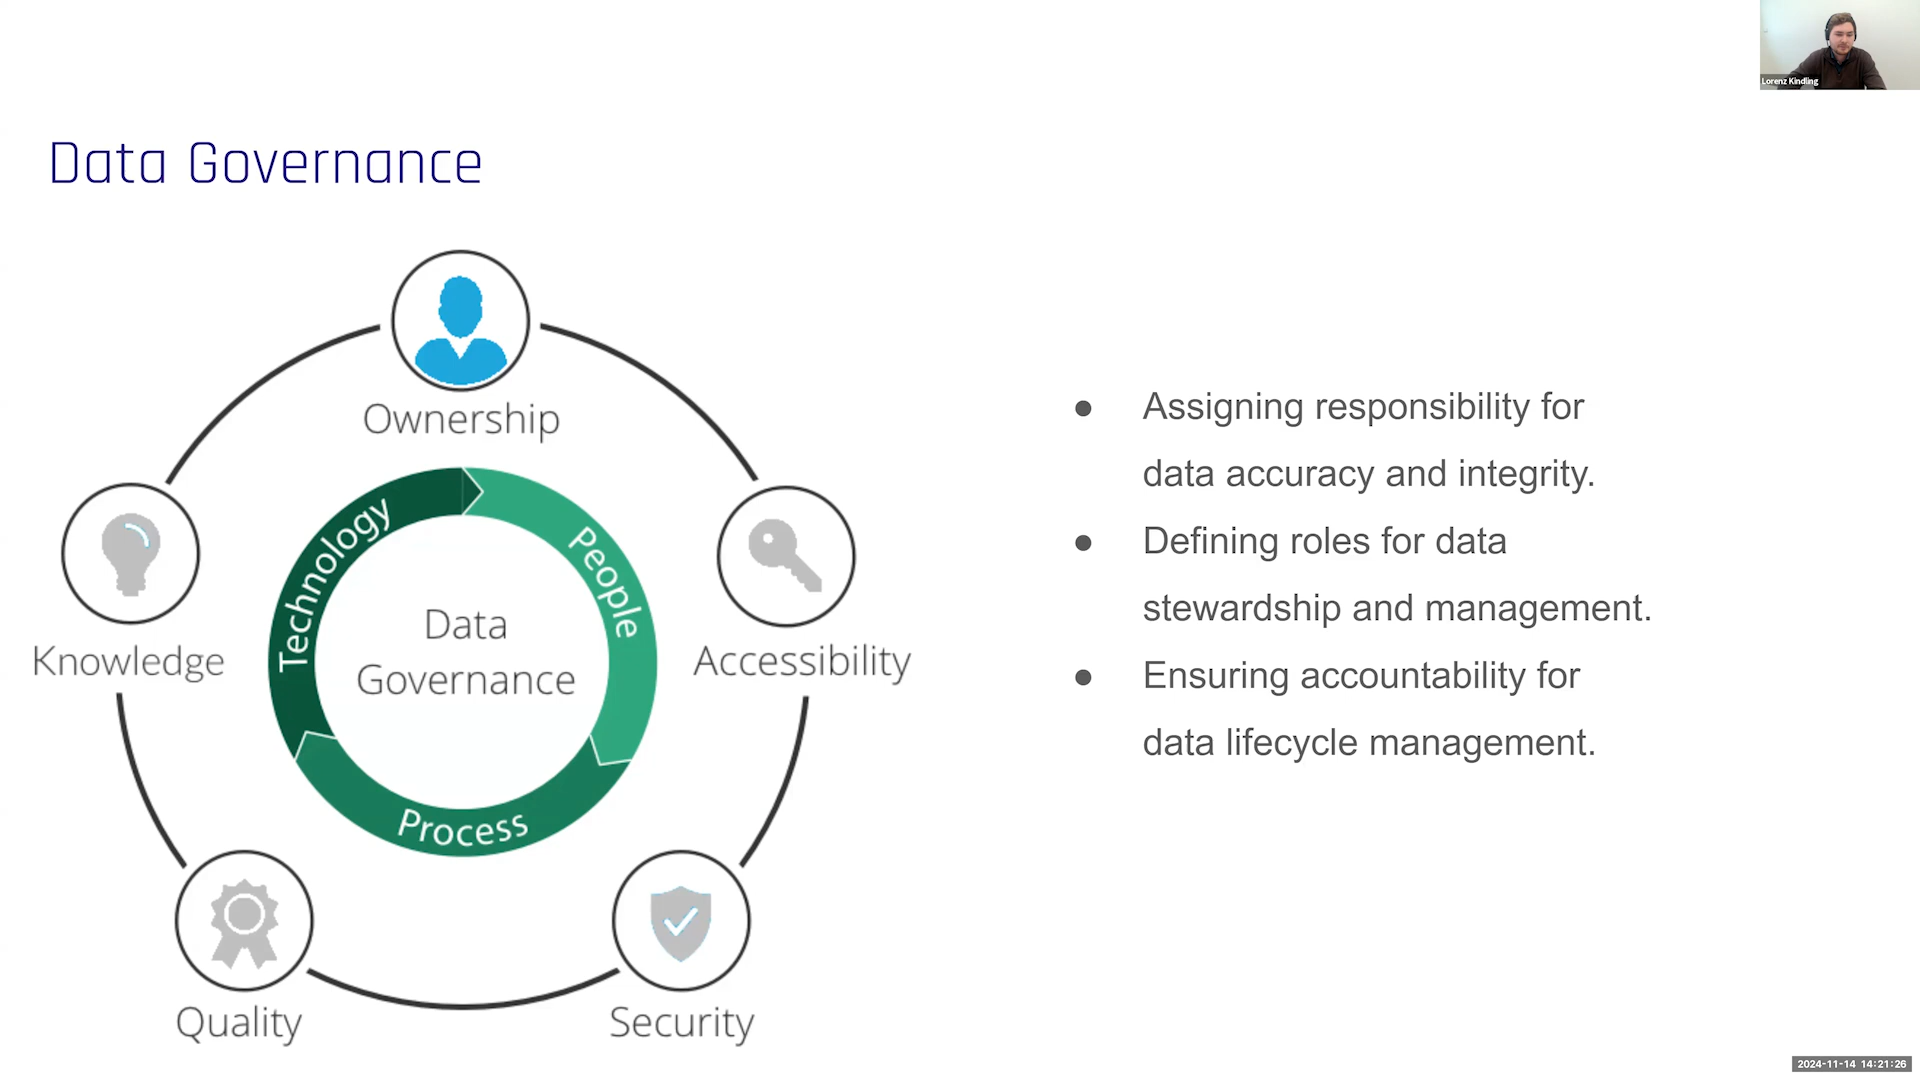 Lorenz Kindling
Data Governance
Ownership
Knowledge
Accessibility
Technology
People
Process
Data
Governance
Quality
Security
● Assigning responsibility for
data accuracy and integrity.
● Defining roles for data
stewardship and management.
● Ensuring accountability for
data lifecycle management.
2024-11-14 14:21:26